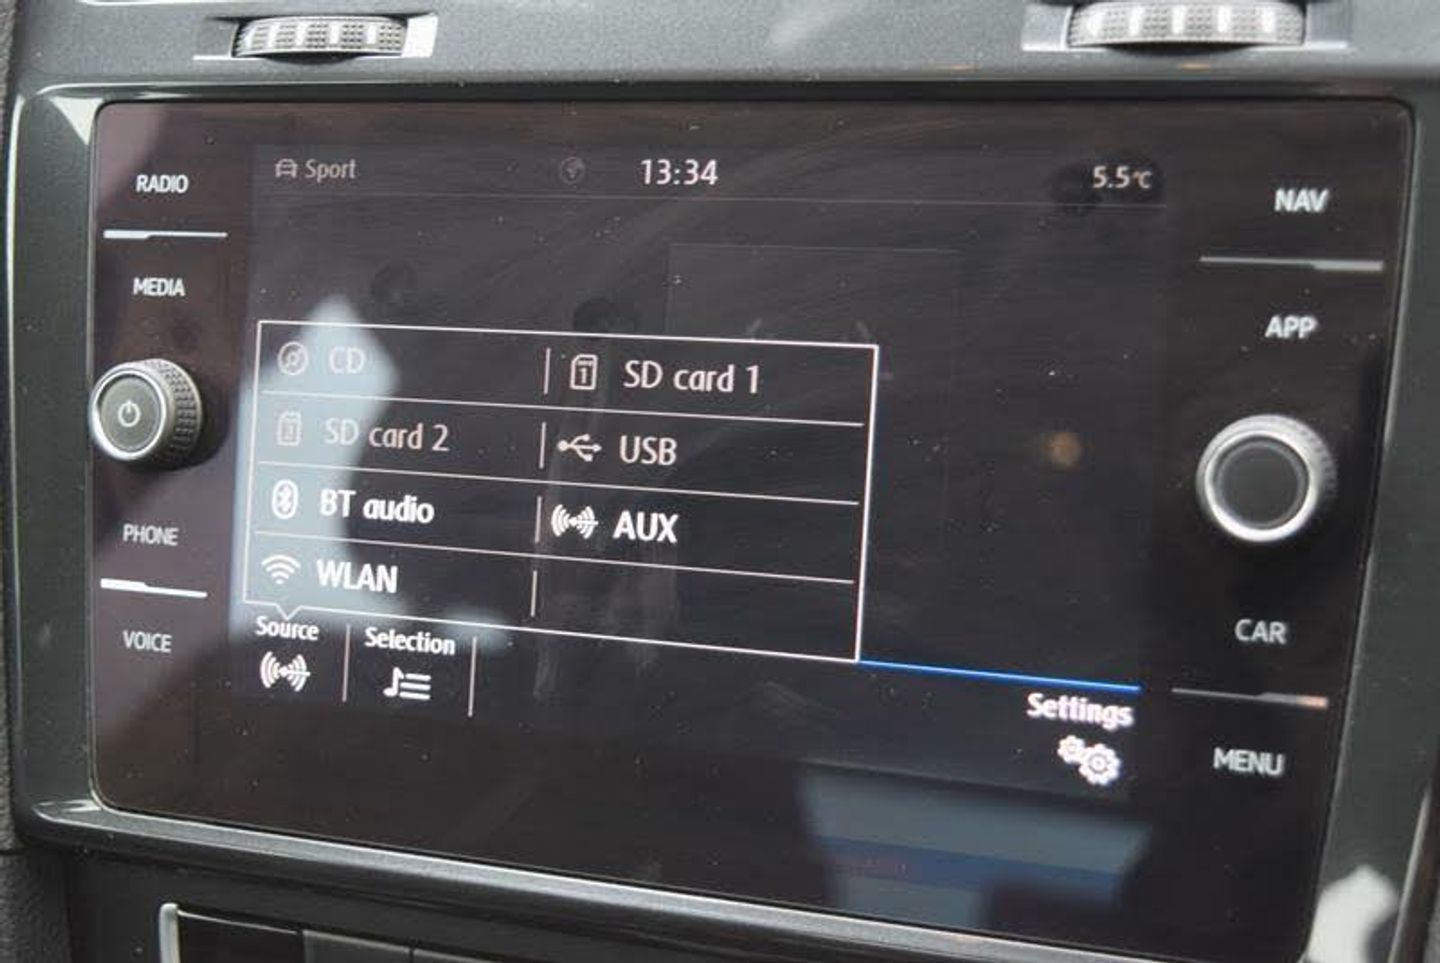 RADIO
MEDIA
PHONE
VOICE
Sport
13:34
5.5°C
CD
SD card 1
SD card 2
USB
BT audio
AUX
WLAN
Source
Selection
Settings
NAV
APP
CAR
MENU